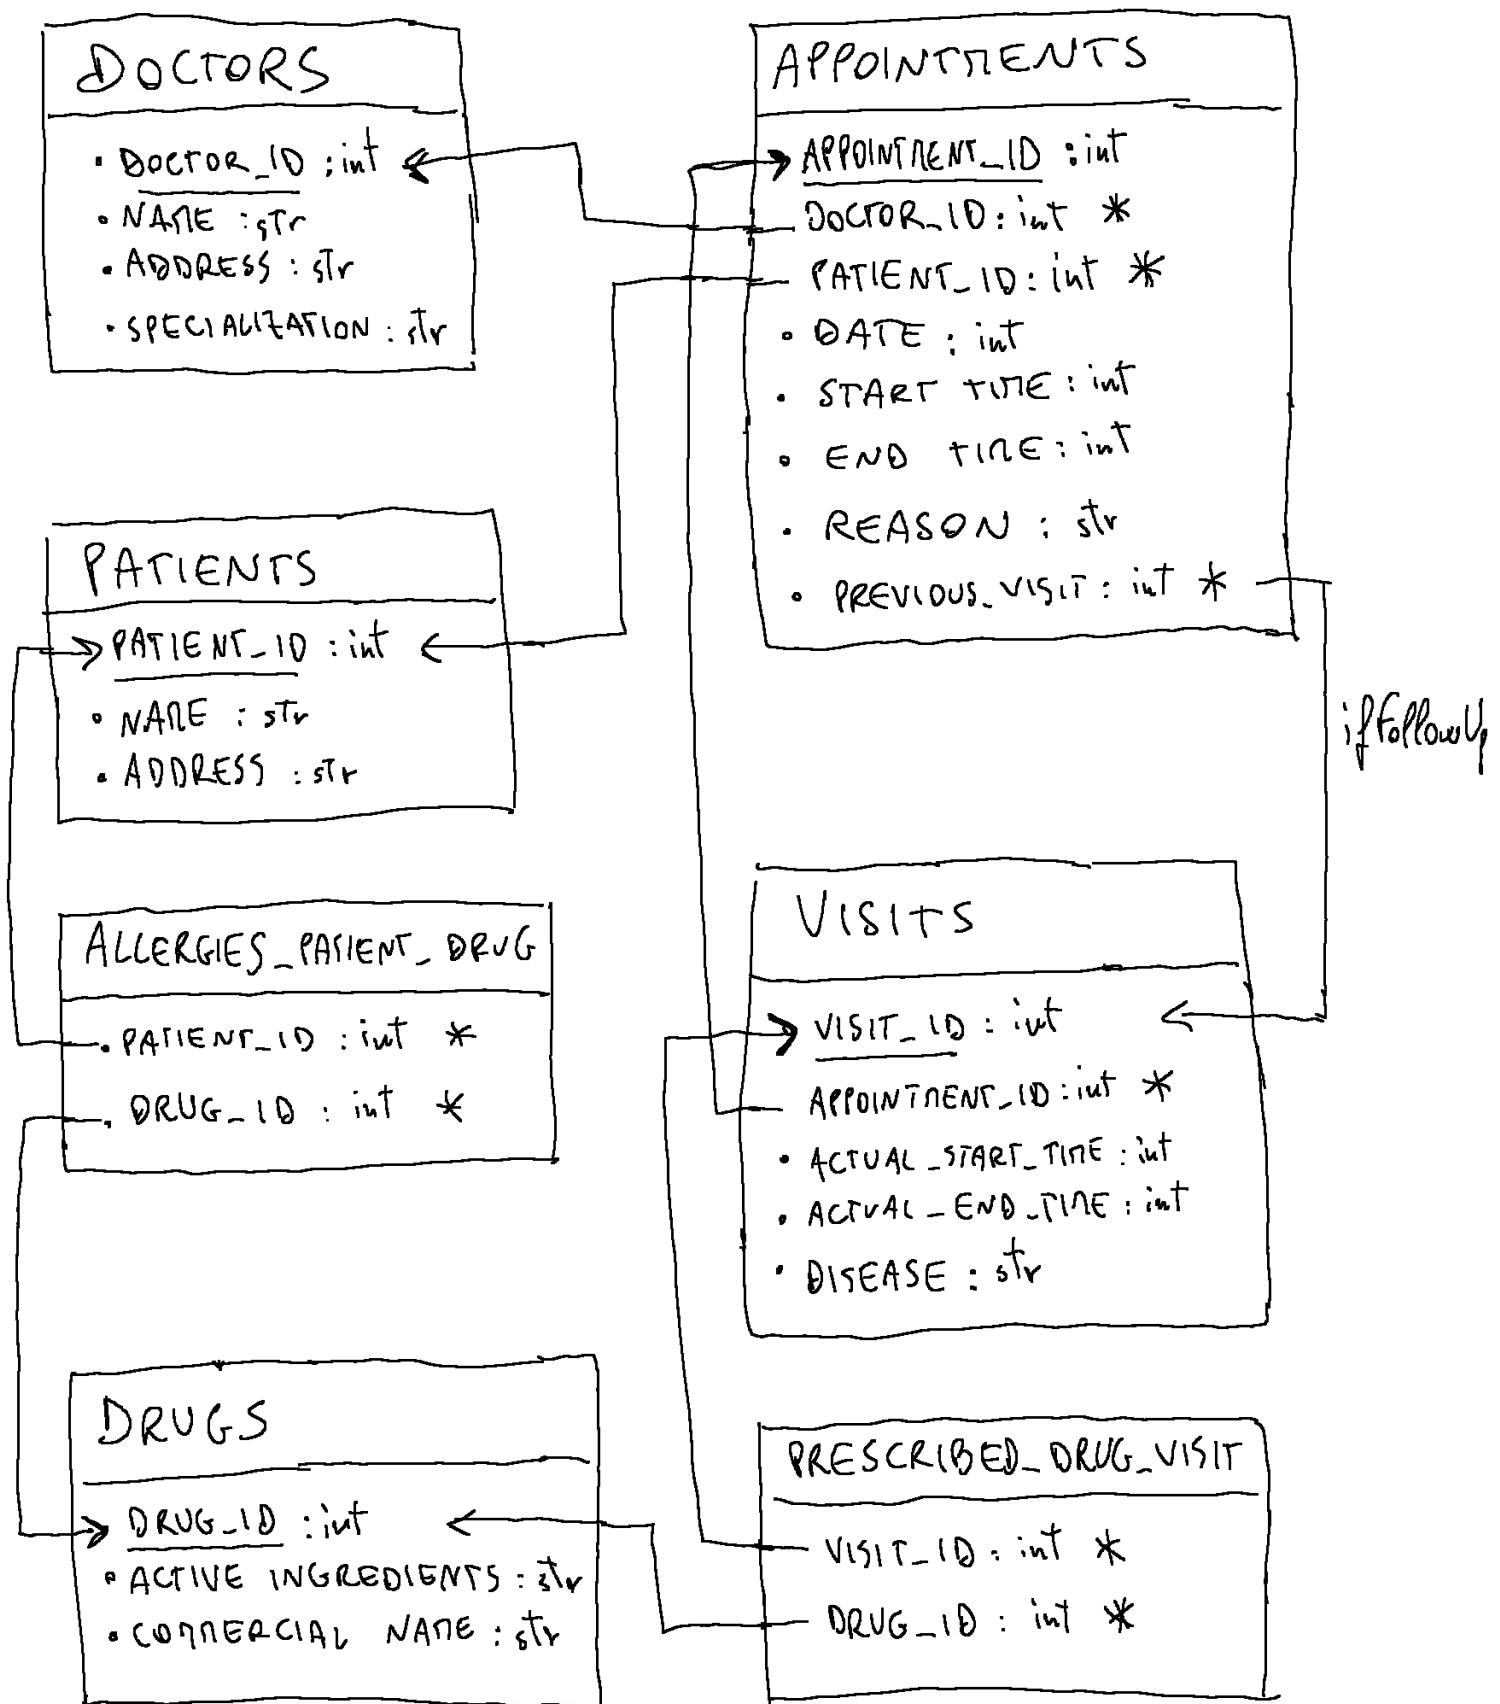 DOCTORS
• DOCTOR_ID : int
• NAME : str
• ADDRESS : str
• SPECIALIZATION : str
APPOINTMENTS
APPOINTMENT_ID : int
DOCTOR_ID : int *
PATIENT_ID : int *
• DATE : int
• START TIME : int
• END TIME : int
• REASON : str
• PREVIOUS_VISIT : int *
if FollowUp
PATIENTS
PATIENT_ID : int
• NAME : str
• ADDRESS : str
ALLERGIES_PATIENT_DRUG
• PATIENT_ID : int *
• DRUG_ID : int *
VISITS
VISIT_ID : int
APPOINTMENT_ID : int *
• ACTUAL_START_TIME : int
• ACTUAL_END_TIME : int
• DISEASE : str
DRUGS
DRUG_ID : int
• ACTIVE INGREDIENTS : str
• COMMERCIAL NAME : str
PRESCRIBED_DRUG_VISIT
VISIT_ID : int *
DRUG_ID : int *